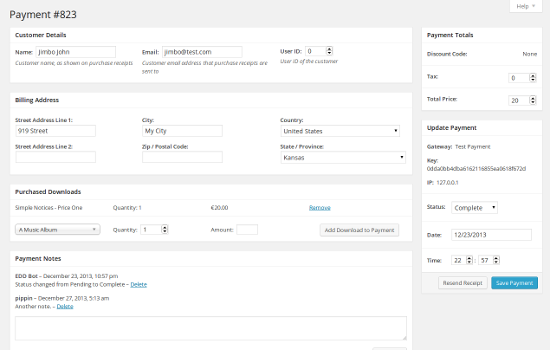 Help
Payment #823
Customer Details
Name: Jimbo John Email: jimbo@test.com User ID: 0
Customer name, as shown on purchase receipts Customer email address that purchase receipts are sent to User ID of the customer
Billing Address
Street Address Line 1: City: Country:
919 Street My City United States
Street Address Line 2: Zip / Postal Code: State / Province:
Kansas
Purchased Downloads
Simple Notices - Price One Quantity: 1 €20.00 Remove
A Music Album Quantity: 1 Amount: Add Download to Payment
Payment Notes
EDD Bot – December 23, 2013, 10:57 pm
Status changed from Pending to Complete – Delete
pippin – December 27, 2013, 5:13 am
Another note. – Delete
Payment Totals
Discount Code: None
Tax: 0
Total Price: 20
Update Payment
Gateway: Test Payment
Key:
IP: 127.0.0.1
Status: Complete
Date: 12/23/2013
Time: 22 : 57
Resend Receipt Save Payment